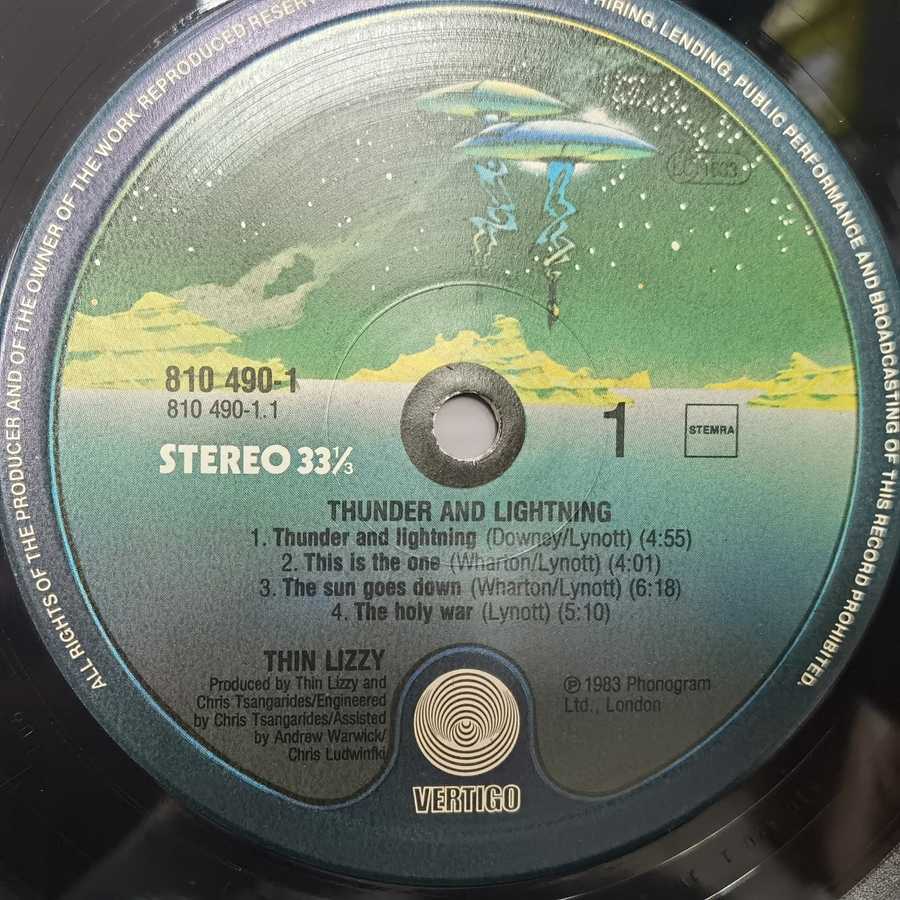 ALL RIGHTS OF THE PRODUCER AND OF THE OWNER OF THE WORK REPRODUCED RESERVED
HIRING, LENDING, PUBLIC PERFORMANCE AND BROADCASTING OF THIS RECORD PROHIBITED.
810 490-1
810 490-1.1
STEREO 33⅓
1
STEMRA
THUNDER AND LIGHTNING
1. Thunder and lightning (Downey/Lynott) (4:55)
2. This is the one (Wharton/Lynott) (4:01)
3. The sun goes down (Wharton/Lynott) (6:18)
4. The holy war (Lynott) (5:10)
THIN LIZZY
Produced by Thin Lizzy and
Chris Tsangarides/Engineered
by Chris Tsangarides/Assisted
by Andrew Warwick/
Chris Ludwinfki
℗ 1983 Phonogram
Ltd., London
VERTIGO